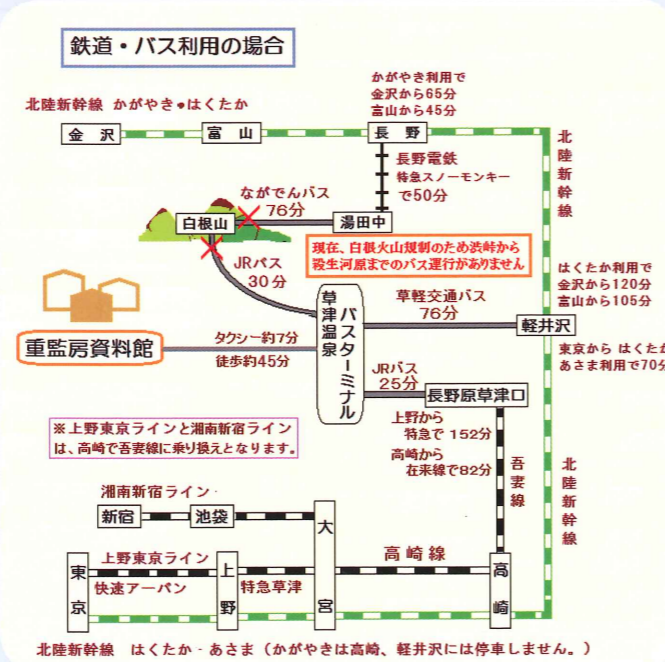 鉄道・バス利用の場合
かがやき利用で
金沢から65分
富山から45分
北陸新幹線 かがやき・はくたか
金沢
富山
長野
北陸新幹線
長野電鉄
特急スノーモンキー
で50分
ながでんバス
76分
白根山
湯田中
現在、白根火山規制のため渋峠から
殺生河原までのバス運行がありません
JRバス
30分
はくたか利用で
金沢から120分
富山から105分
草軽交通バス
76分
軽井沢
草津温泉
バスターミナル
重監房資料館
タクシー約7分
徒歩約45分
東京から はくたか
あさま利用で70分
JRバス
25分
長野原草津口
※上野東京ラインと湘南新宿ライン
は、高崎で吾妻線に乗り換えとなります。
上野から
特急で 152分
高崎から
在来線で82分
吾妻線
北陸新幹線
湘南新宿ライン
新宿
池袋
大宮
上野東京ライン
快速アーバン
東京
上野
特急草津
高崎線
高崎
北陸新幹線 はくたか・あさま（かがやきは高崎、軽井沢には停車しません。）